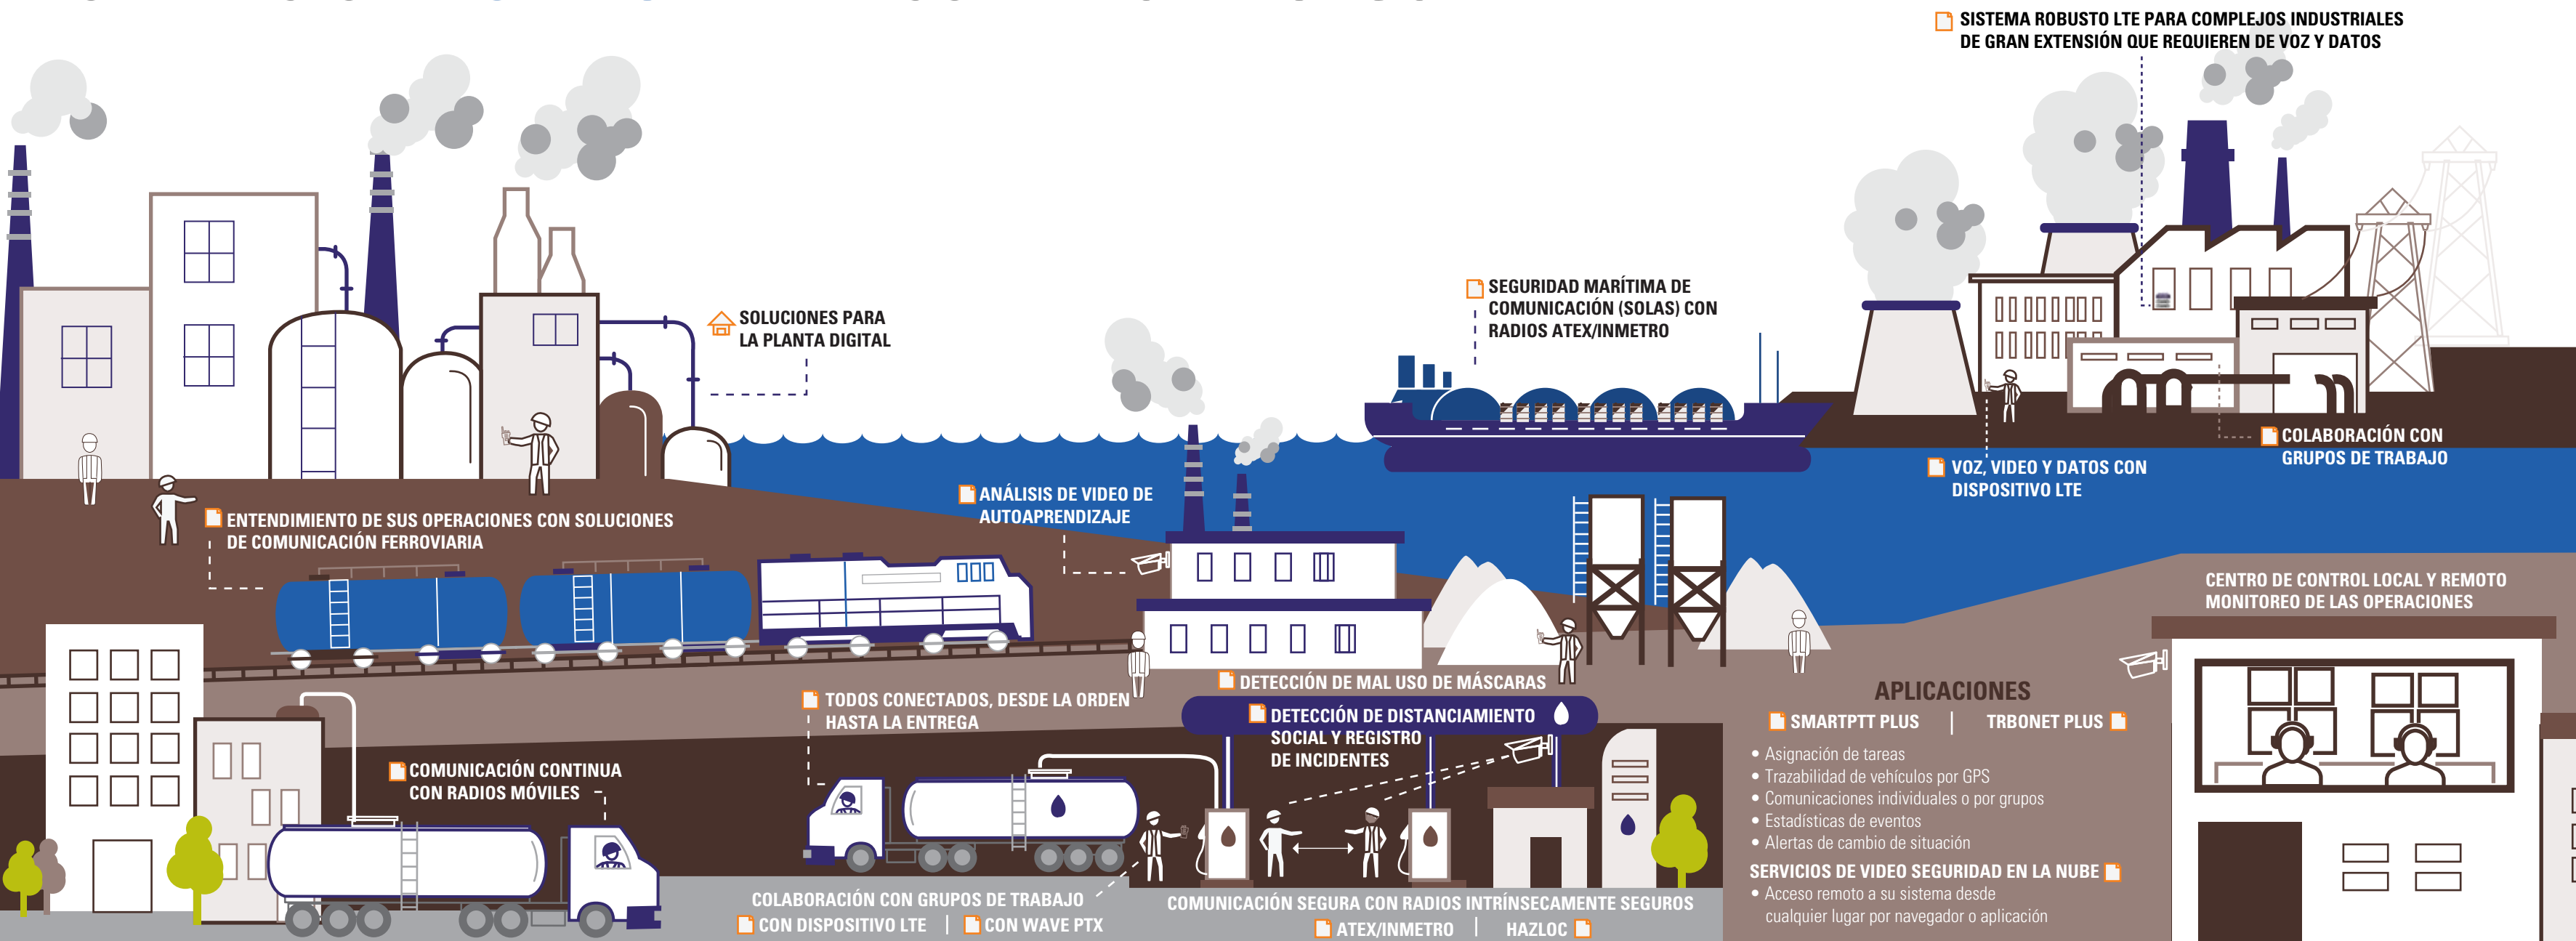 SISTEMA ROBUSTO LTE PARA COMPLEJOS INDUSTRIALES
DE GRAN EXTENSIÓN QUE REQUIEREN DE VOZ Y DATOS
SOLUCIONES PARA
LA PLANTA DIGITAL
SEGURIDAD MARÍTIMA DE
COMUNICACIÓN (SOLAS) CON
RADIOS ATEX/INMETRO
COLABORACIÓN CON
GRUPOS DE TRABAJO
VOZ, VIDEO Y DATOS CON
DISPOSITIVO LTE
ANÁLISIS DE VIDEO DE
AUTOAPRENDIZAJE
ENTENDIMIENTO DE SUS OPERACIONES CON SOLUCIONES
DE COMUNICACIÓN FERROVIARIA
CENTRO DE CONTROL LOCAL Y REMOTO
MONITOREO DE LAS OPERACIONES
DETECCIÓN DE MAL USO DE MÁSCARAS
TODOS CONECTADOS, DESDE LA ORDEN
HASTA LA ENTREGA
DETECCIÓN DE DISTANCIAMIENTO
SOCIAL Y REGISTRO
DE INCIDENTES
COMUNICACIÓN CONTINUA
CON RADIOS MÓVILES
APLICACIONES
SMARTPTT PLUS | TRBONET PLUS
• Asignación de tareas
• Trazabilidad de vehículos por GPS
• Comunicaciones individuales o por grupos
• Estadísticas de eventos
• Alertas de cambio de situación
SERVICIOS DE VIDEO SEGURIDAD EN LA NUBE
• Acceso remoto a su sistema desde
cualquier lugar por navegador o aplicación
COLABORACIÓN CON GRUPOS DE TRABAJO
CON DISPOSITIVO LTE | CON WAVE PTX
COMUNICACIÓN SEGURA CON RADIOS INTRÍNSECAMENTE SEGUROS
ATEX/INMETRO | HAZLOC